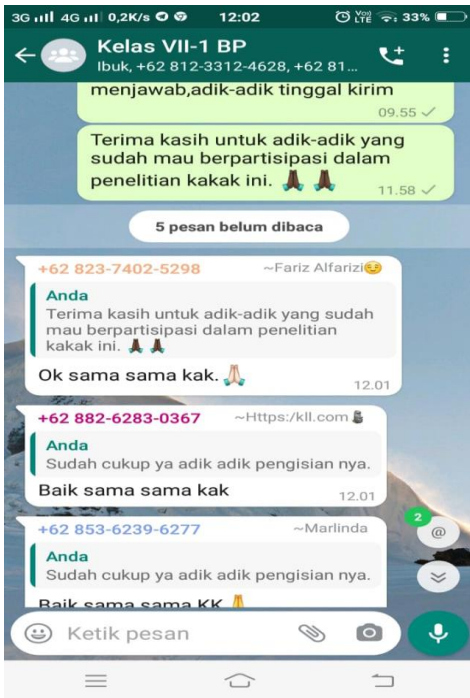 3G 4G 0,2K/s 12:02 Voi) LTE 33%
Kelas VII-1 BP
Ibuk, +62 812-3312-4628, +62 81...
menjawab,adik-adik tinggal kirim
09.55
Terima kasih untuk adik-adik yang
sudah mau berpartisipasi dalam
penelitian kakak ini. 🙏🏿 🙏🏿
11.58
5 pesan belum dibaca
+62 823-7402-5298 ~Fariz Alfarizi😉
Anda
Terima kasih untuk adik-adik yang sudah
mau berpartisipasi dalam penelitian
kakak ini. 🙏🏿 🙏🏿
Ok sama sama kak. 🙏🏻
12.01
+62 882-6283-0367 ~Https:/kll.com
Anda
Sudah cukup ya adik adik pengisian nya.
Baik sama sama kak
12.01
+62 853-6239-6277 ~Marlinda
Anda
Sudah cukup ya adik adik pengisian nya.
Baik sama sama KK 🙏
2
@
Ketik pesan